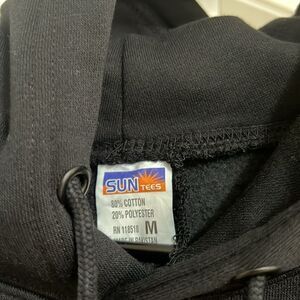 SUN TEES
80% COTTON
20% POLYESTER
RN 118518 M
MADE IN PAKISTAN